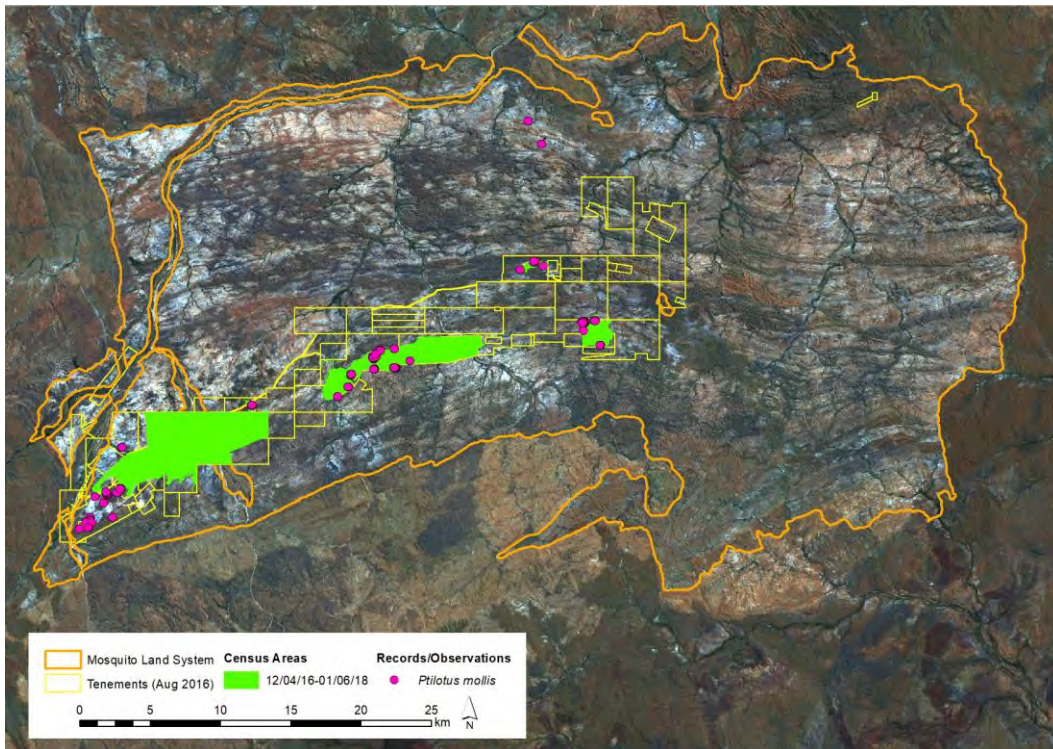 Mosquito Land System
Tenements (Aug 2016)
Census Areas
12/04/16-01/06/18
Records/Observations
Ptilotus mollis
0 5 10 15 20 25
km
N